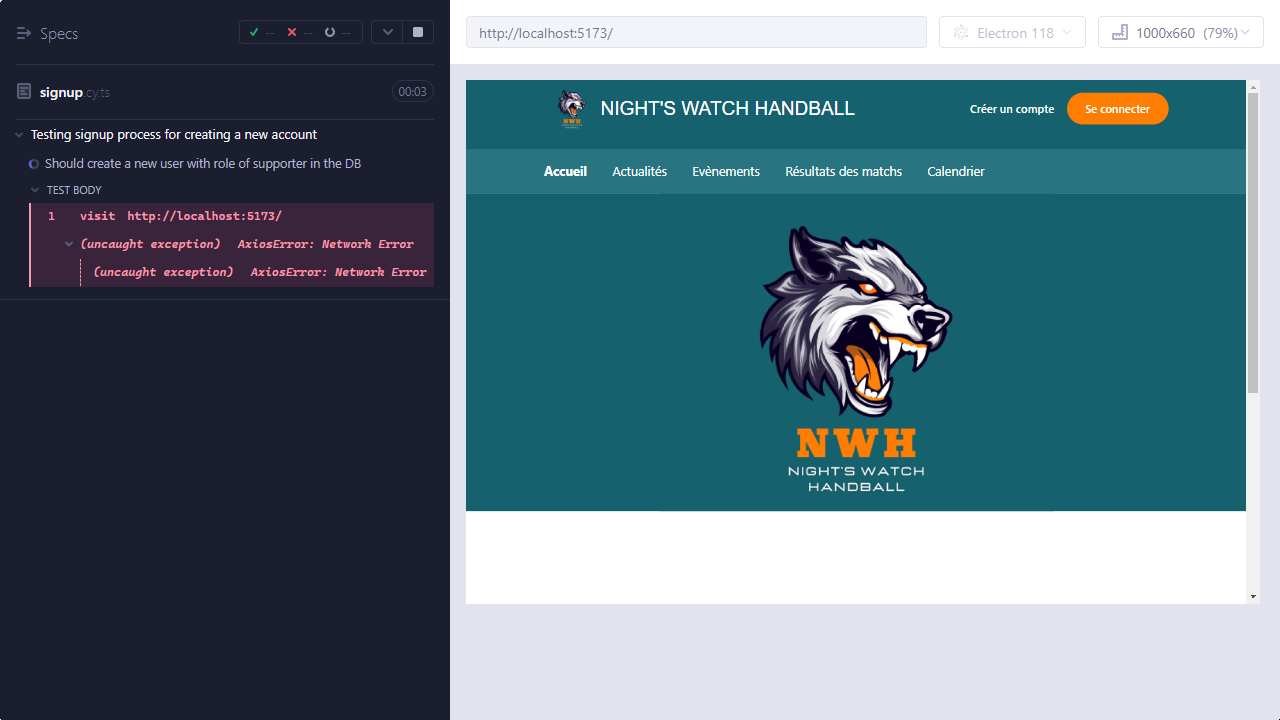 Specs
-- -- --
signup.cy.ts 00:03
Testing signup process for creating a new account
Should create a new user with role of supporter in the DB
TEST BODY
1 visit http://localhost:5173/
(uncaught exception) AxiosError: Network Error
(uncaught exception) AxiosError: Network Error
http://localhost:5173/ Electron 118 1000x660 (79%)
NWH
NIGHT'S WATCH HANDBALL Créer un compte Se connecter
Accueil Actualités Evènements Résultats des matchs Calendrier
NWH
NIGHT'S WATCH
HANDBALL